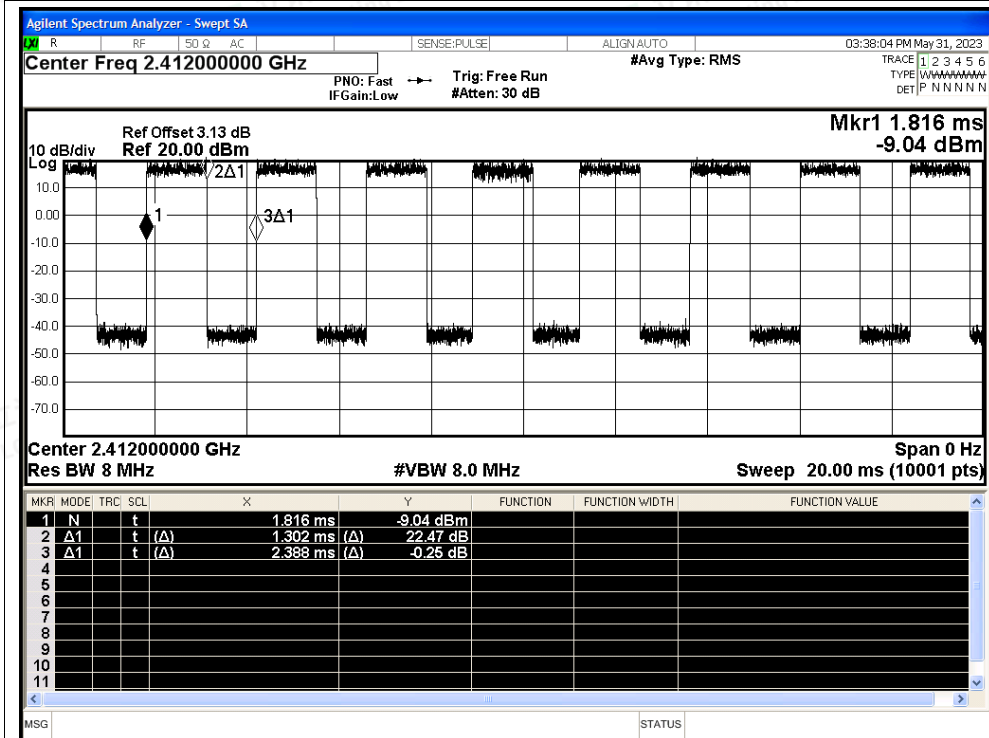 Agilent Spectrum Analyzer - Swept SA
LXI R RF 50 Ω AC SENSE:PULSE ALIGN AUTO 03:38:04 PM May 31, 2023
Center Freq 2.412000000 GHz #Avg Type: RMS TRACE 1 2 3 4 5 6
PNO: Fast Trig: Free Run TYPE
IFGain:Low #Atten: 30 dB DET P N N N N N
Mkr1 1.816 ms
Ref Offset 3.13 dB
10 dB/div Ref 20.00 dBm -9.04 dBm
Log
2Δ1
10.0
0.00
1
3Δ1
-10.0
-20.0
-30.0
-40.0
-50.0
-60.0
-70.0
Center 2.412000000 GHz Span 0 Hz
Res BW 8 MHz #VBW 8.0 MHz Sweep 20.00 ms (10001 pts)
MKR MODE TRC SCL X Y FUNCTION FUNCTION WIDTH FUNCTION VALUE
1 N t 1.816 ms -9.04 dBm
2 Δ1 t (Δ) 1.302 ms (Δ) 22.47 dB
3 Δ1 t (Δ) 2.388 ms (Δ) -0.25 dB
4
5
6
7
8
9
10
11
MSG STATUS